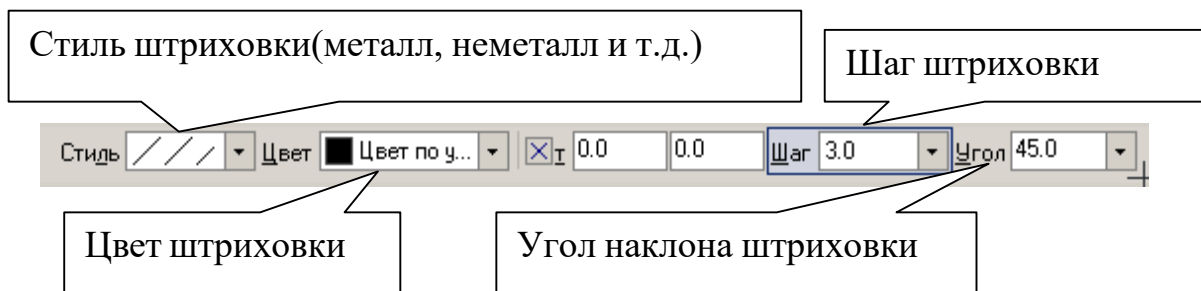 Стиль штриховки(металл, неметалл и т.д.)
Шаг штриховки
Стиль Цвет Цвет по у... т 0.0 0.0 Шаг 3.0 Угол 45.0
Цвет штриховки
Угол наклона штриховки